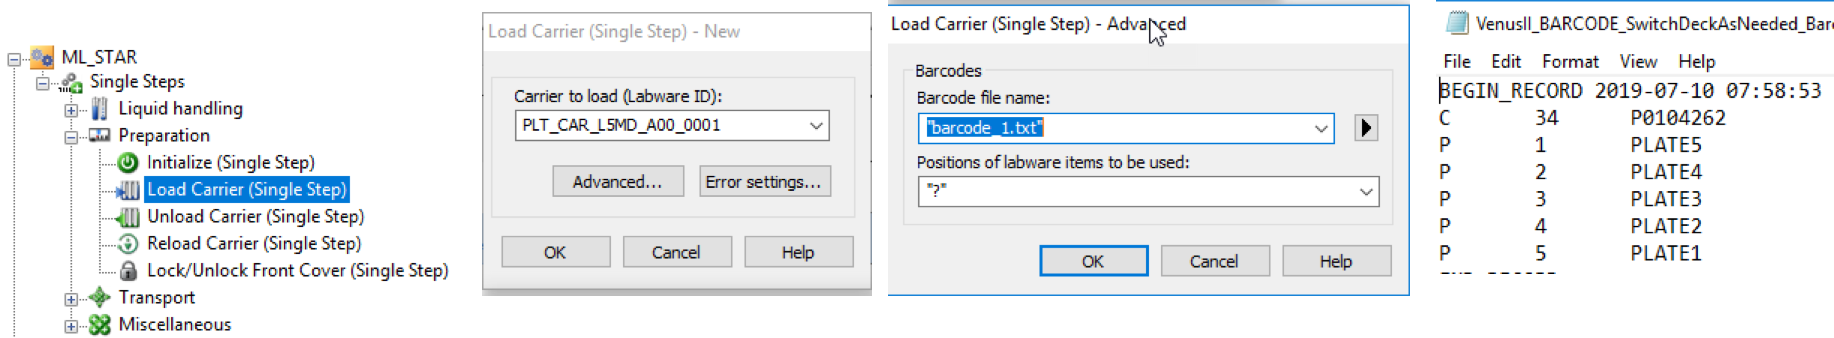 ML_STAR
Single Steps
Liquid handling
Preparation
Initialize (Single Step)
Load Carrier (Single Step)
Unload Carrier (Single Step)
Reload Carrier (Single Step)
Lock/Unlock Front Cover (Single Step)
Transport
Miscellaneous
Load Carrier (Single Step) - New
Carrier to load (Labware ID):
PLT_CAR_L5MD_A00_0001
Advanced... Error settings...
OK Cancel Help
Load Carrier (Single Step) - Advanced
Barcodes
Barcode file name:
"barcode_1.txt"
Positions of labware items to be used:
"?"
OK Cancel Help
VenusII_BARCODE_SwitchDeckAsNeeded_Bar
File Edit Format View Help
BEGIN_RECORD 2019-07-10 07:58:53
C 34 P0104262
P 1 PLATE5
P 2 PLATE4
P 3 PLATE3
P 4 PLATE2
P 5 PLATE1